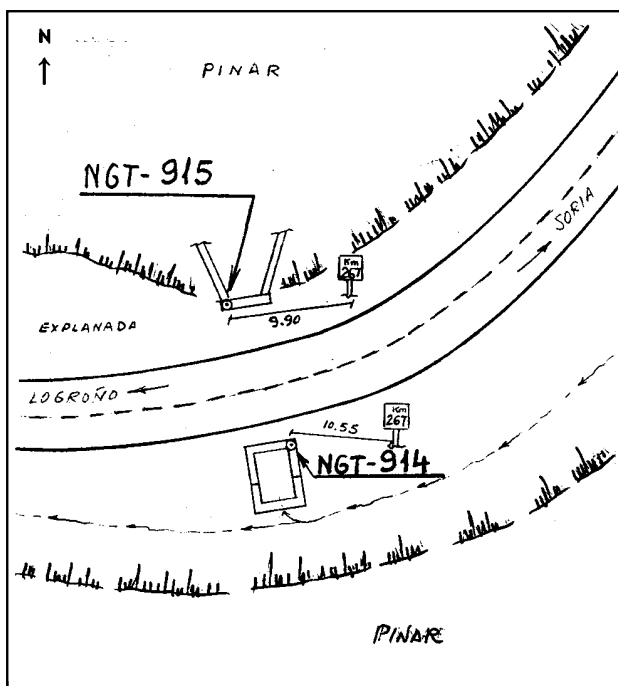 N
PINAR
NGT-915
SORIA
Km
267
9.90
EXPLANADA
LOGROÑO
Km
267
10.55
NGT-914
PINAR